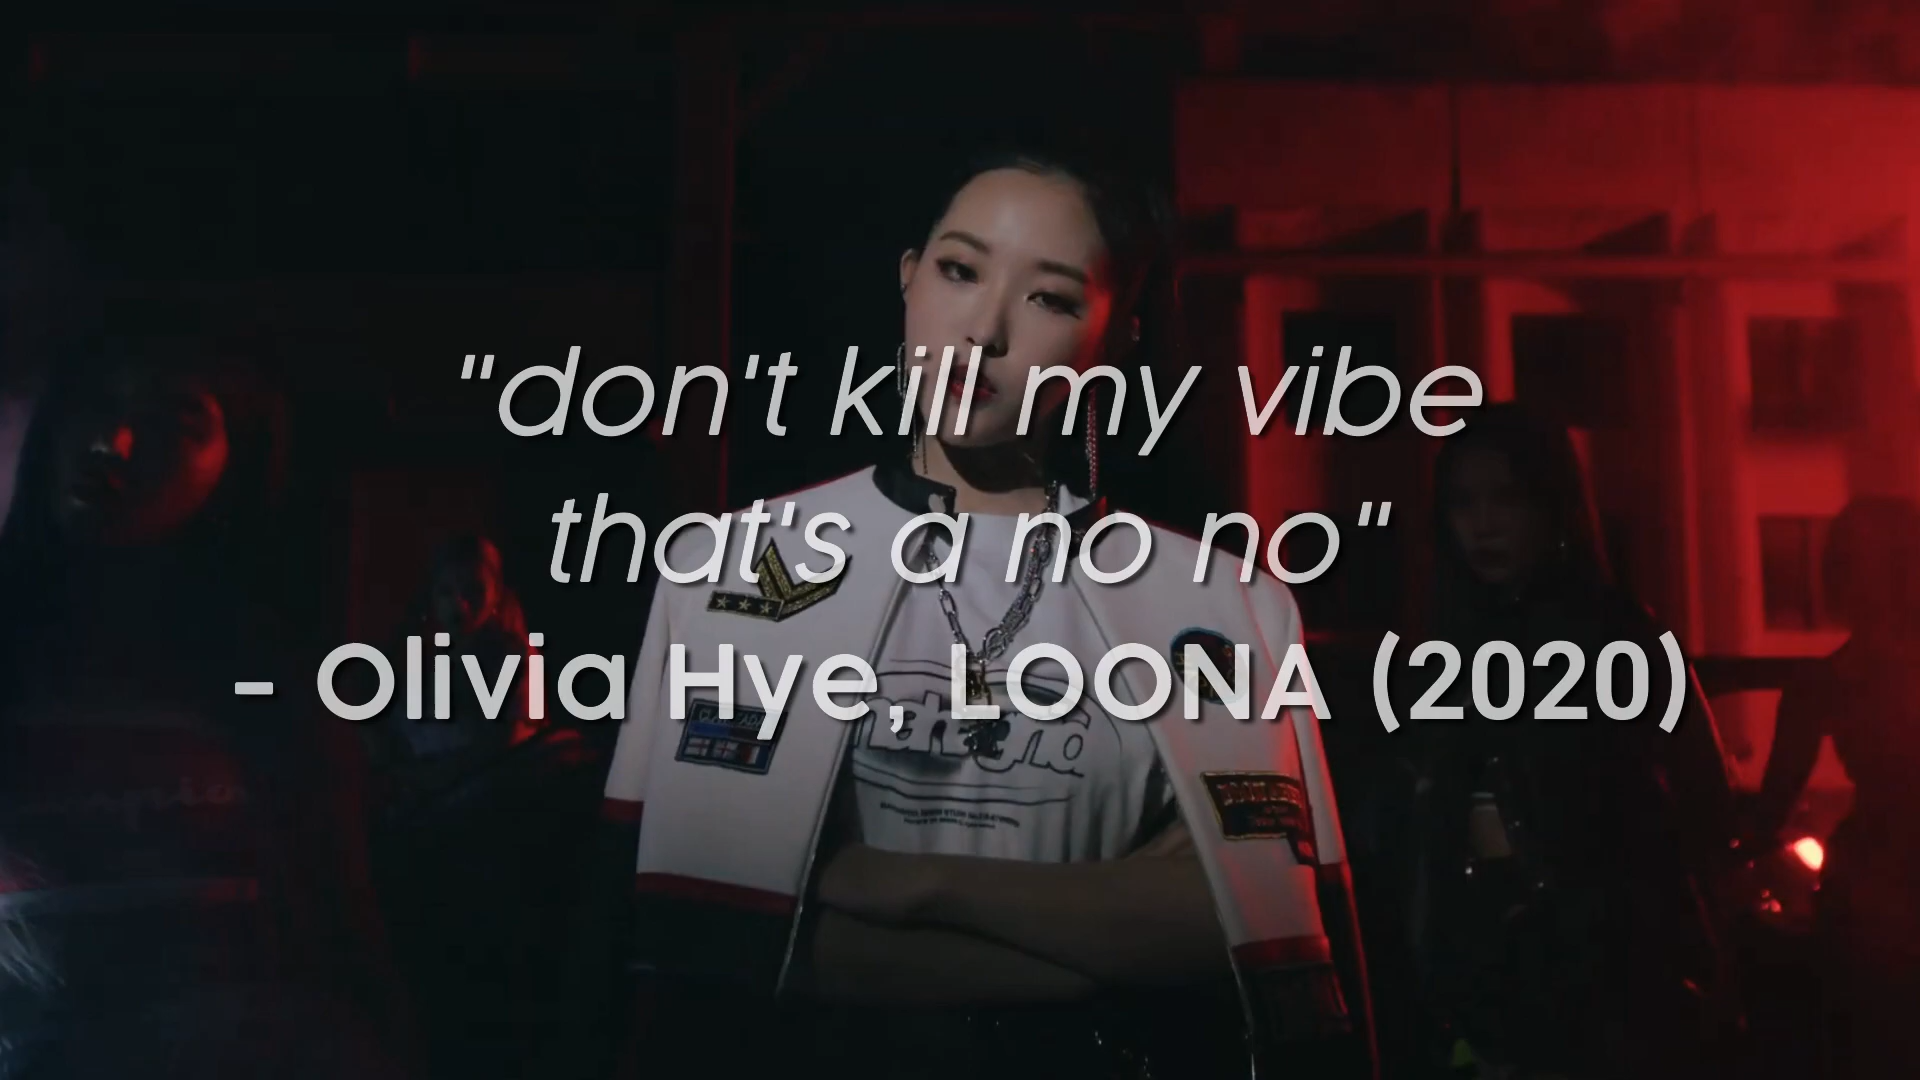 "don't kill my vibe
that's a no no"
- Olivia Hye, LOONA (2020)